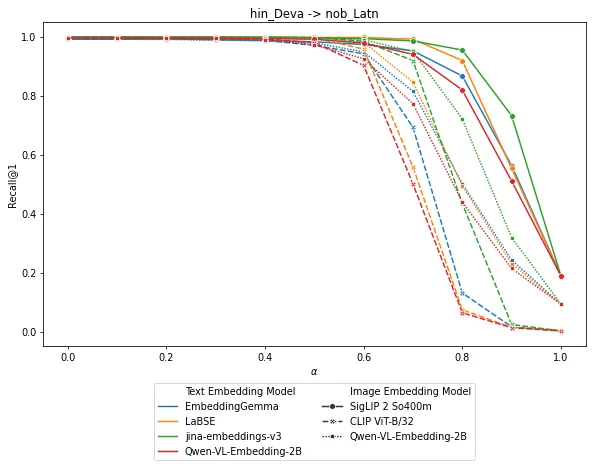 hin_Deva -> nob_Latn
Recall@1
1.0
0.8
0.6
0.4
0.2
0.0
0.0 0.2 0.4 0.6 0.8 1.0
α
Text Embedding Model Image Embedding Model
EmbeddingGemma SigLIP 2 So400m
LaBSE CLIP ViT-B/32
jina-embeddings-v3 Qwen-VL-Embedding-2B
Qwen-VL-Embedding-2B